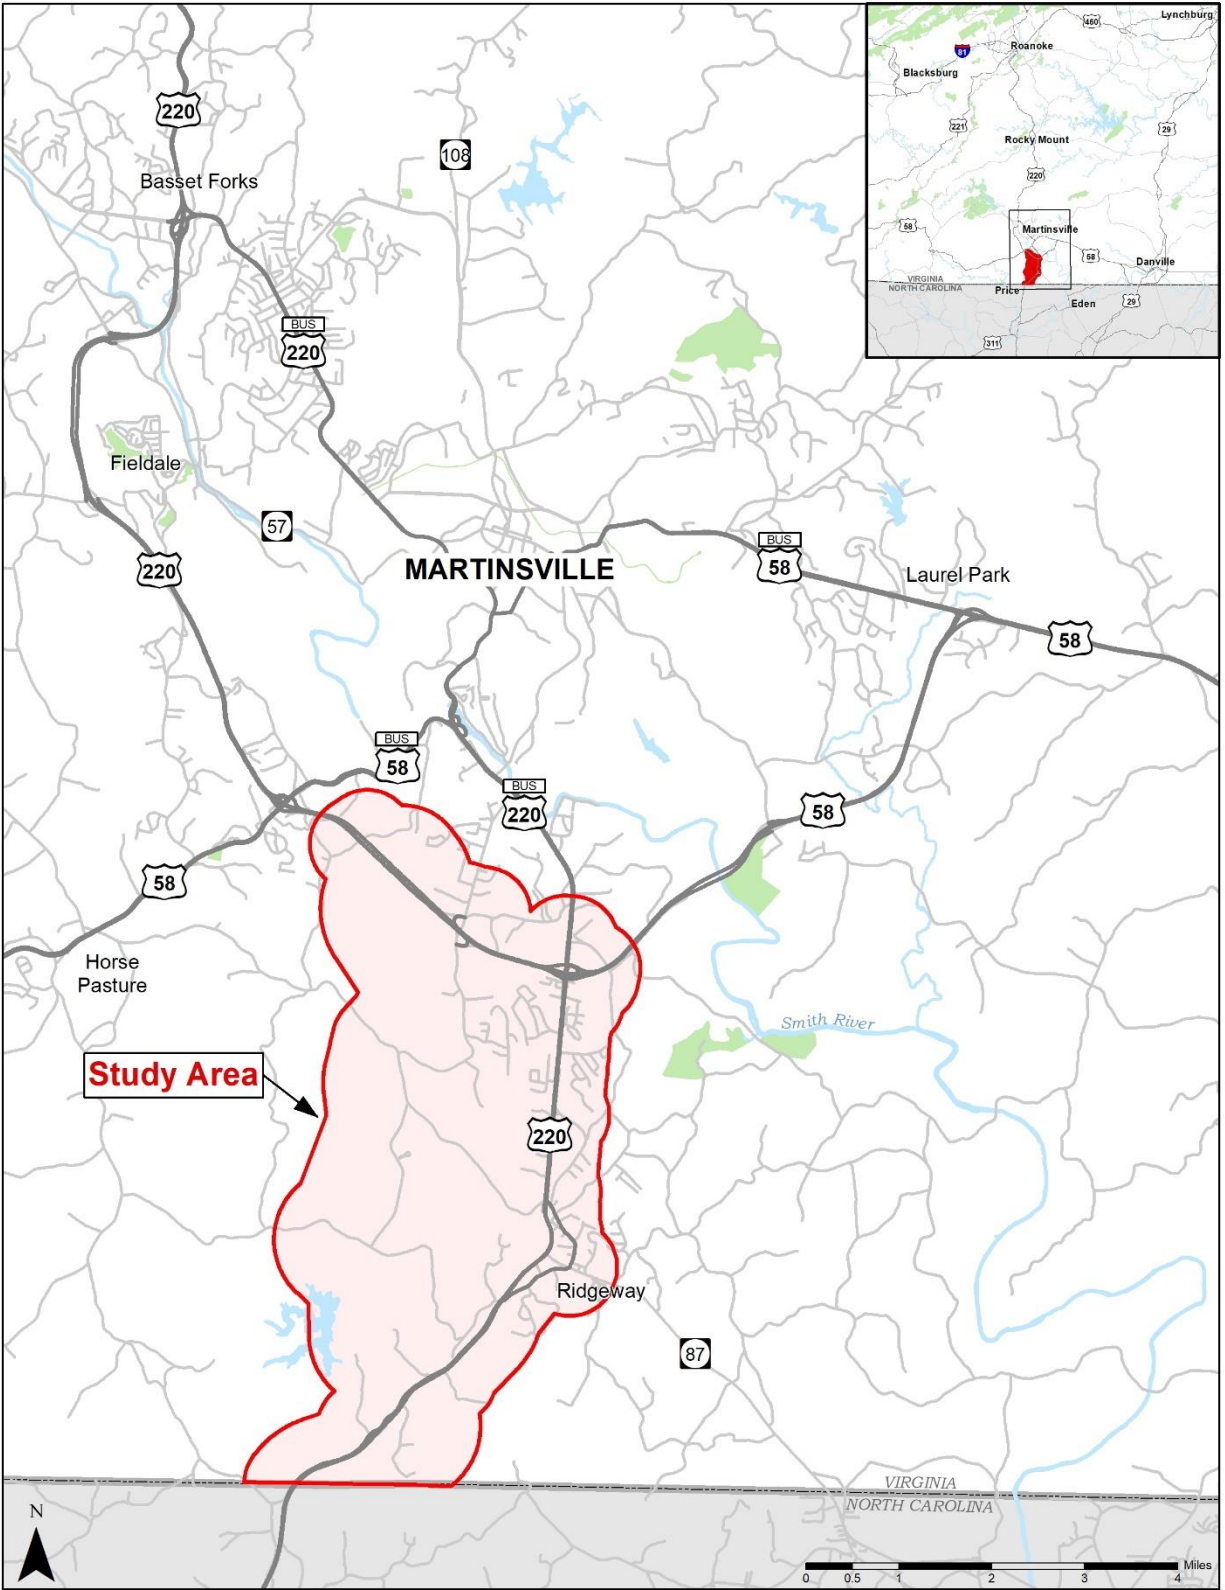 460
Lynchburg
Roanoke
81
Blacksburg
221
29
Rocky Mount
220
58
Martinsville
58
Danville
VIRGINIA
NORTH CAROLINA
Price
Eden
29
311
220
108
Basset Forks
BUS
220
Fieldale
57
220
MARTINSVILLE
BUS
58
Laurel Park
58
BUS
58
BUS
220
58
58
Horse
Pasture
Smith River
Study Area
220
Ridgeway
87
VIRGINIA
NORTH CAROLINA
N
Miles
0 0.5 1 2 3 4